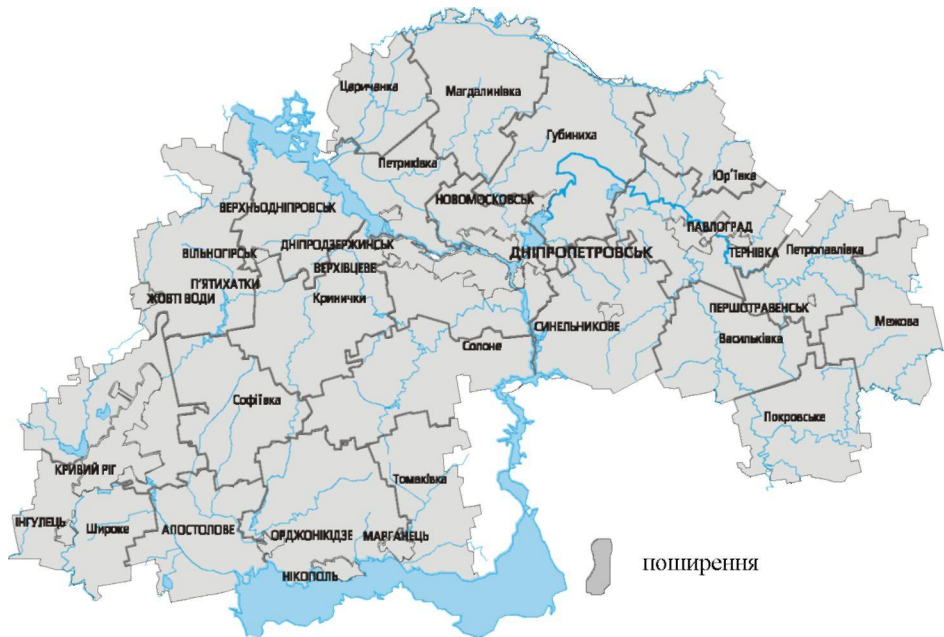 Царичанка
Магдалинівка
Губиниха
Петриківка
Юр'ївка
НОВОМОСКОВСЬК
ВЕРХНЬОДНІПРОВСЬК
ПАВЛОГРАД
ДНІПРОДЗЕРЖИНСЬК
ДНІПРОПЕТРОВСЬК
ТЕРНІВКА
Петропавлівка
ВІЛЬНОГІРСЬК
ВЕРХІВЦЕВЕ
П'ЯТИХАТКИ
ЖОВТІ ВОДИ
Кринички
ПЕРШОТРАВЕНСЬК
Межова
СИНЕЛЬНИКОВЕ
Васильківка
Солоне
Софіївка
Покровське
КРИВИЙ РІГ
Томаківка
ІНГУЛЕЦЬ
Широке
АПОСТОЛОВЕ
ОРДЖОНІКІДЗЕ
МАРГАНЕЦЬ
НІКОПОЛЬ
поширення